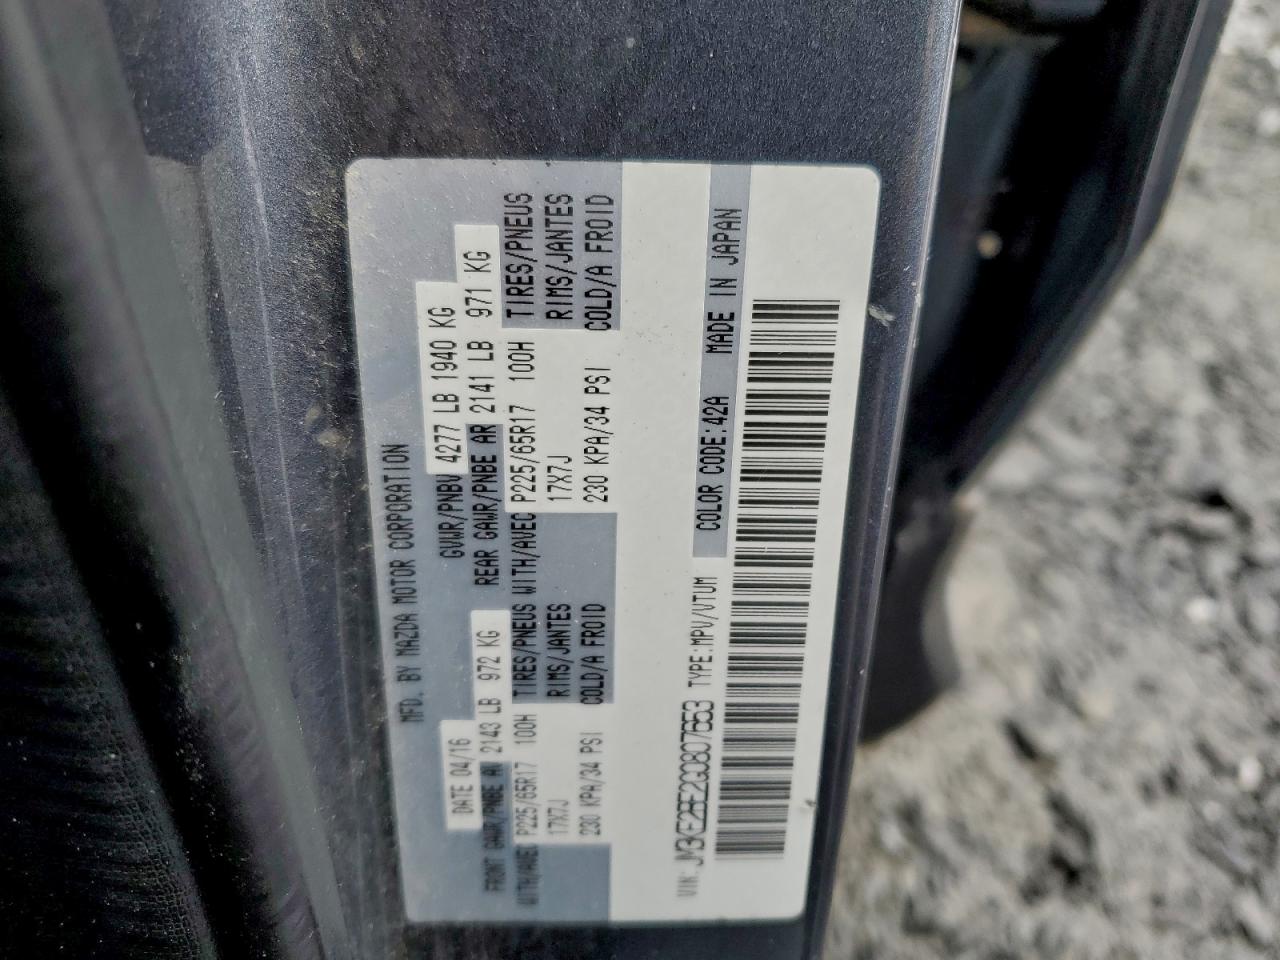 MFD. BY MAZDA MOTOR CORPORATION
DATE 04/16 GVWR/PNBV 4277 LB 1940 KG
FRONT GAWR/PNBE AV 2143 LB 972 KG REAR GAWR/PNBE AR 2141 LB 971 KG
WITH/AVEC P225/65R17 100H TIRES/PNEUS WITH/AVEC P225/65R17 100H TIRES/PNEUS
17X7J RIMS/JANTES 17X7J RIMS/JANTES
230 KPA/34 PSI COLD/A FROID 230 KPA/34 PSI COLD/A FROID
VIN: JM3KE2BE2G0807653 TYPE:MPV/VTUM COLOR CODE:42A MADE IN JAPAN